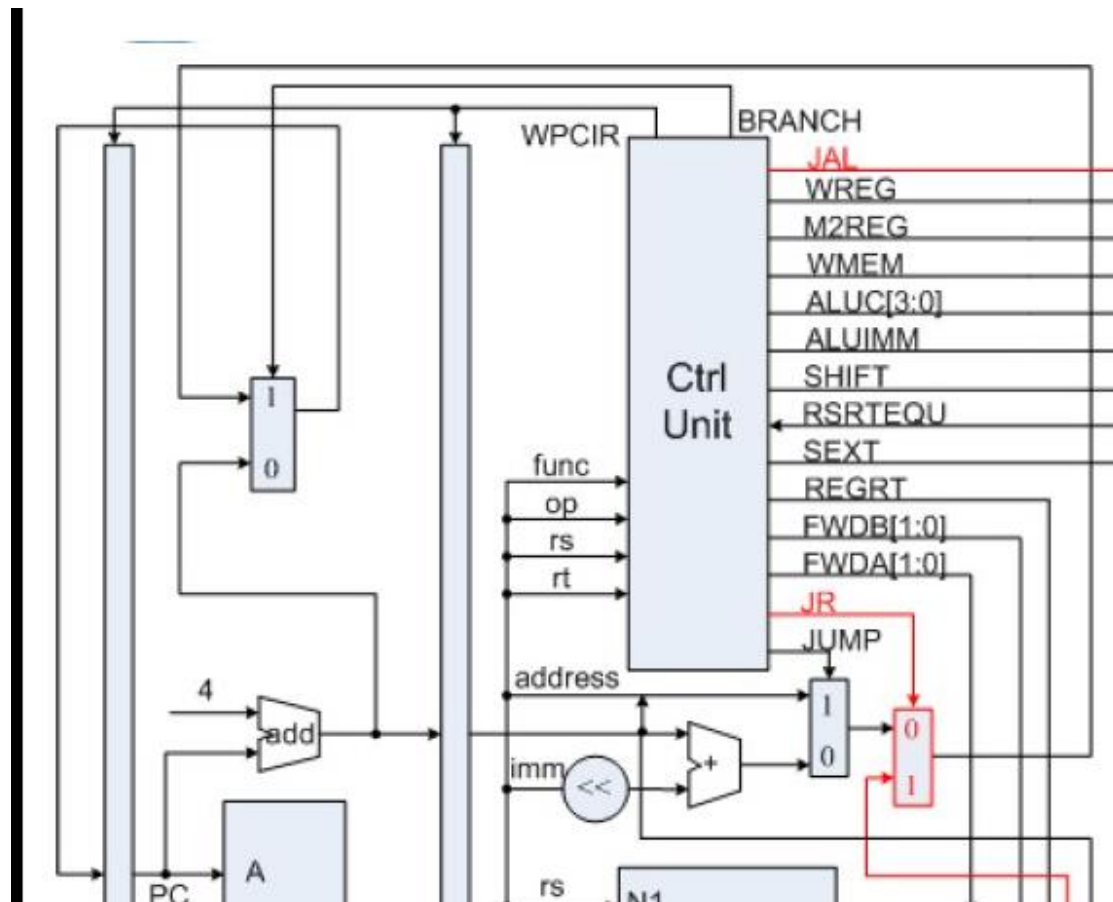 WPCIR
BRANCH
JAL
WREG
M2REG
WMEM
ALUC[3:0]
ALUIMM
SHIFT
RSRTEQU
SEXT
REGRT
FWDB[1:0]
FWDA[1:0]
JR
JUMP
Ctrl
Unit
1
0
func
op
rs
rt
address
4
add
imm
<<
+
1
0
0
1
A
PC
rs
N1